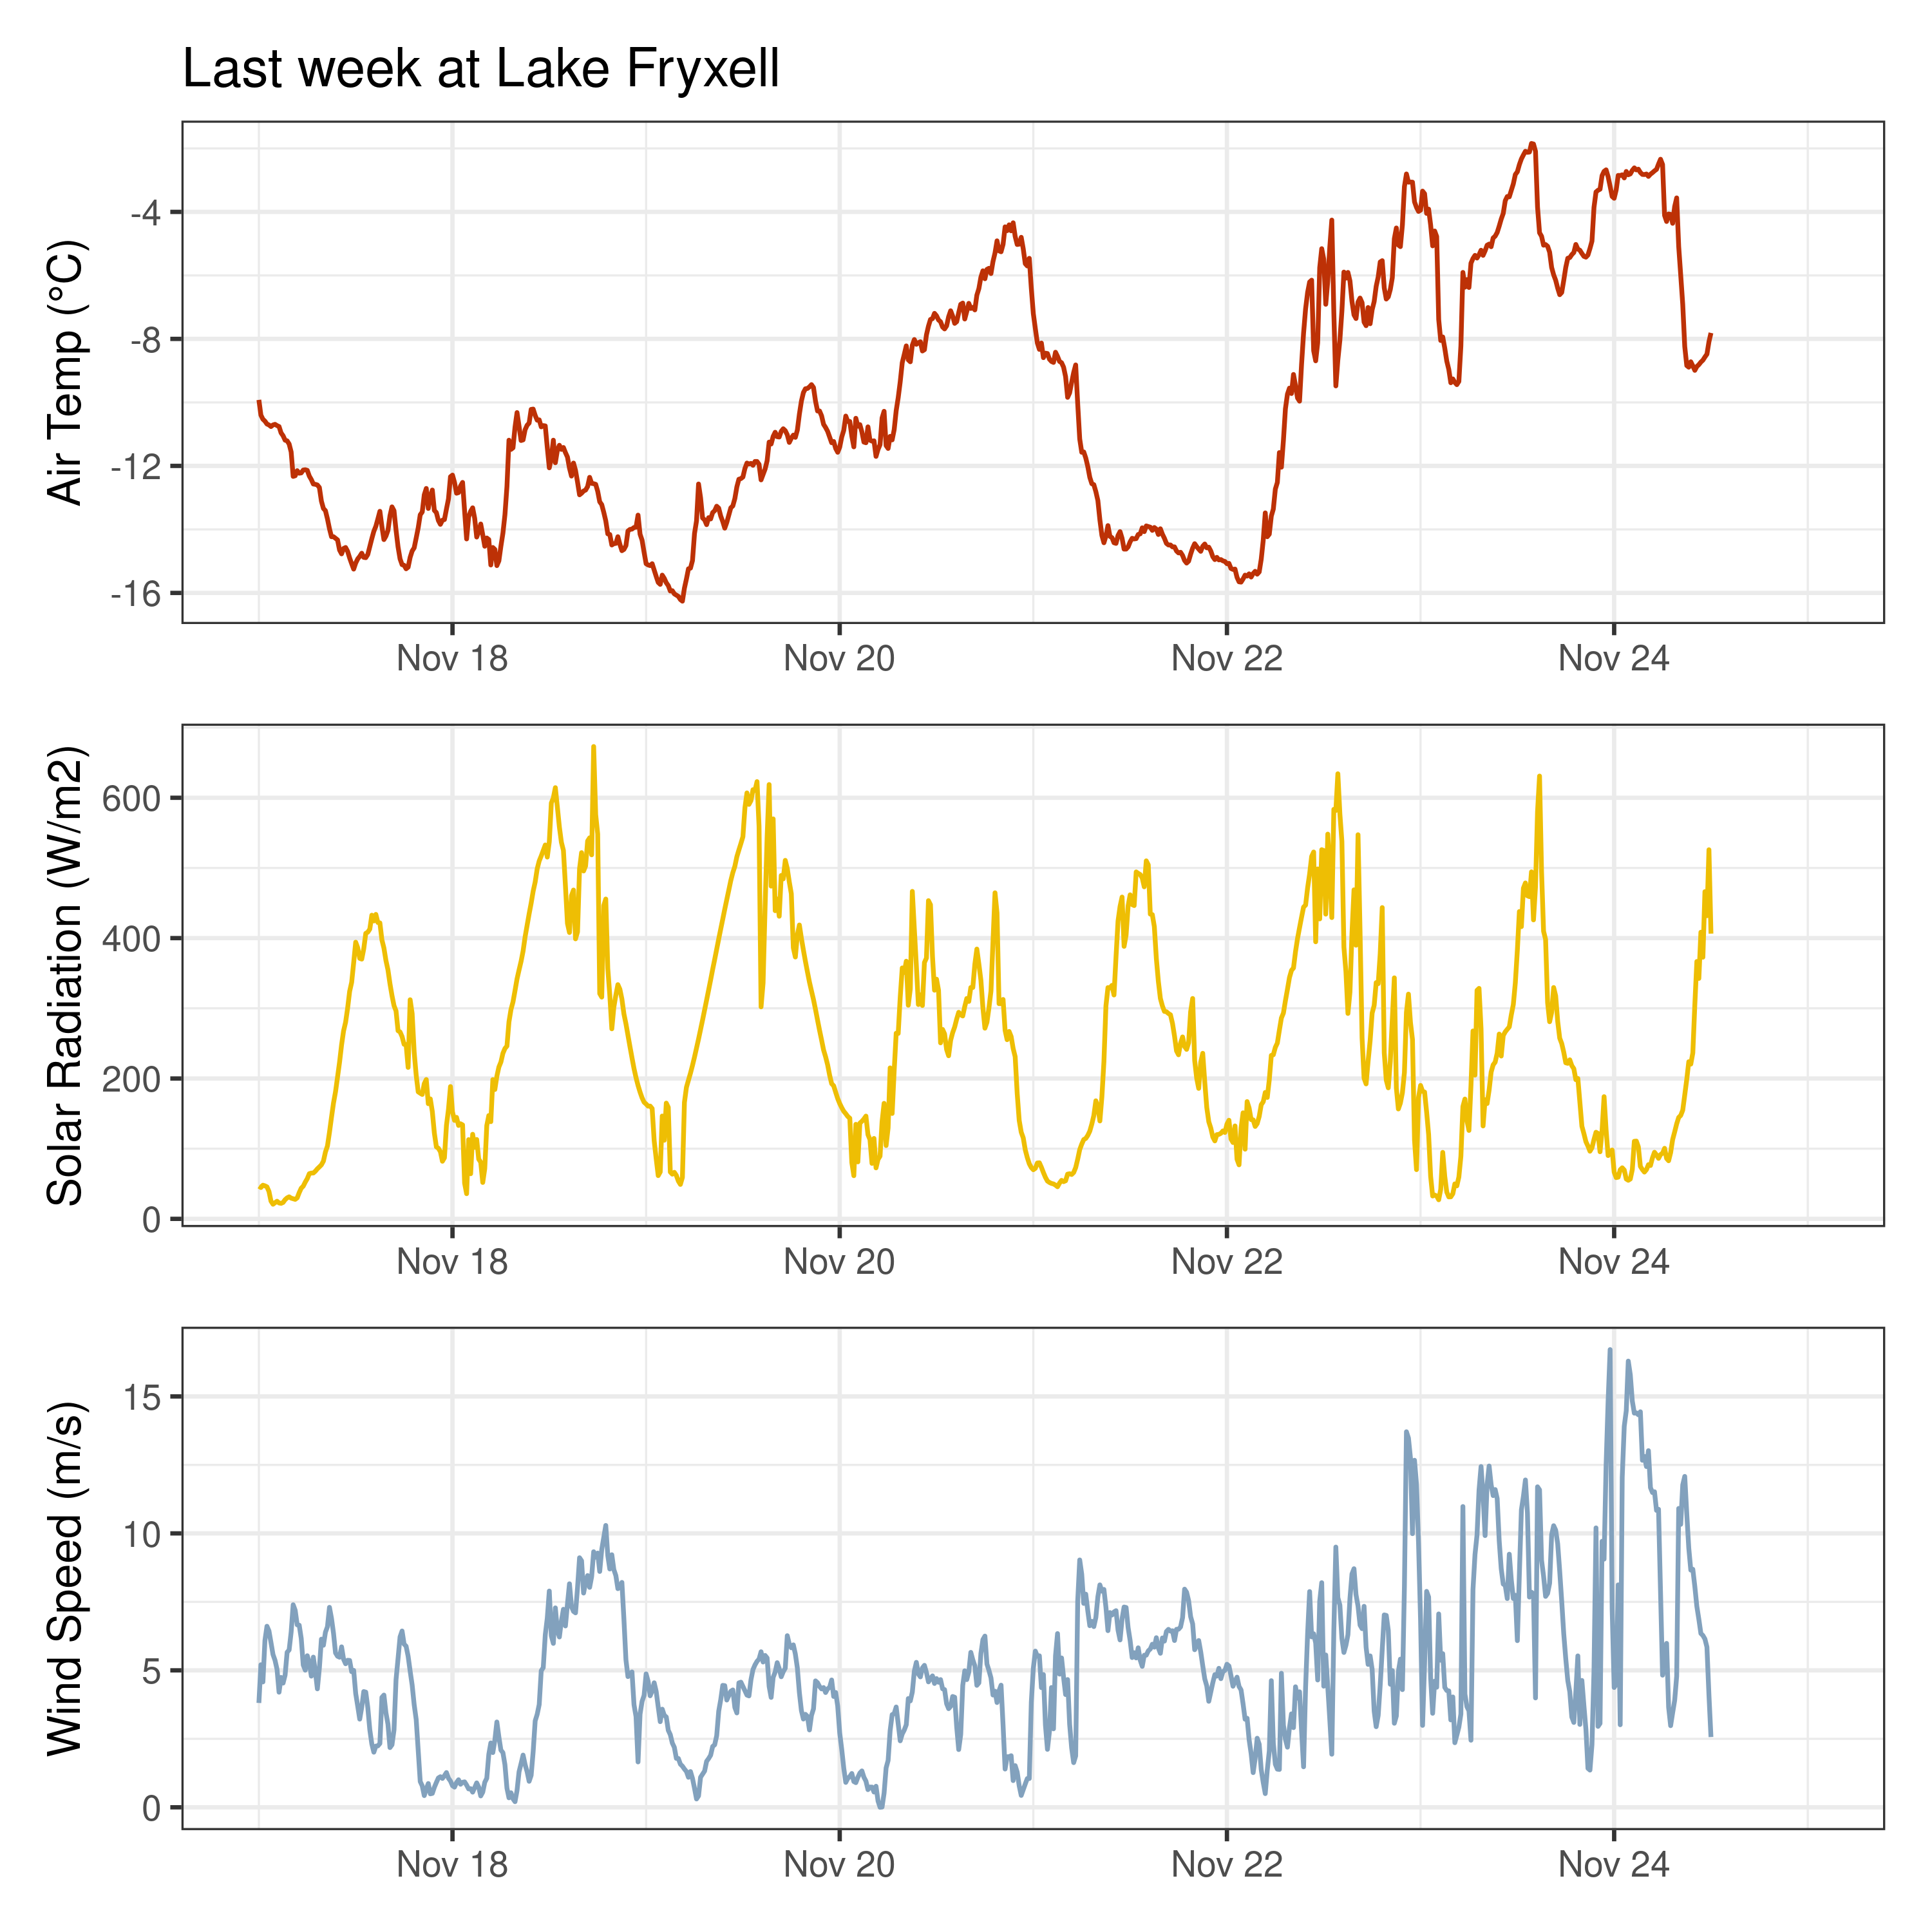 Last week at Lake Fryxell
Air Temp (°C)
-4
-8
-12
-16
Nov 18 Nov 20 Nov 22 Nov 24
Solar Radiation (W/m2)
600
400
200
0
Nov 18 Nov 20 Nov 22 Nov 24
Wind Speed (m/s)
15
10
5
0
Nov 18 Nov 20 Nov 22 Nov 24